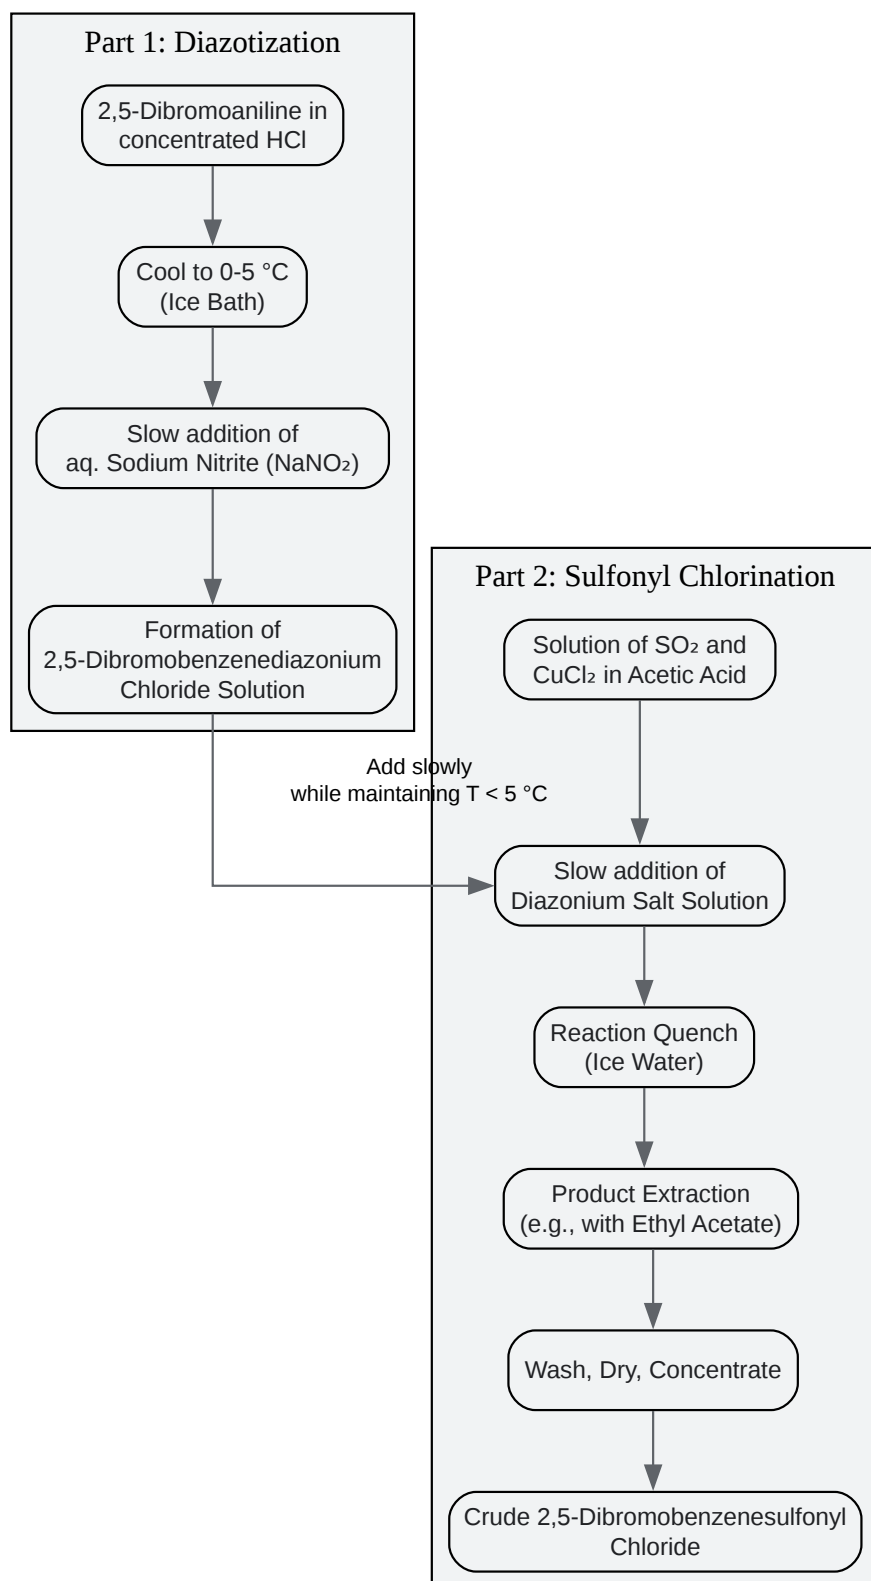 Part 1: Diazotization
2,5-Dibromoaniline in
concentrated HCl
Cool to 0-5 °C
(Ice Bath)
Slow addition of
aq. Sodium Nitrite (NaNO₂)
Formation of
2,5-Dibromobenzenediazonium
Chloride Solution
Add slowly
while maintaining T < 5 °C
Part 2: Sulfonyl Chlorination
Solution of SO₂ and
CuCl₂ in Acetic Acid
Slow addition of
Diazonium Salt Solution
Reaction Quench
(Ice Water)
Product Extraction
(e.g., with Ethyl Acetate)
Wash, Dry, Concentrate
Crude 2,5-Dibromobenzenesulfonyl
Chloride